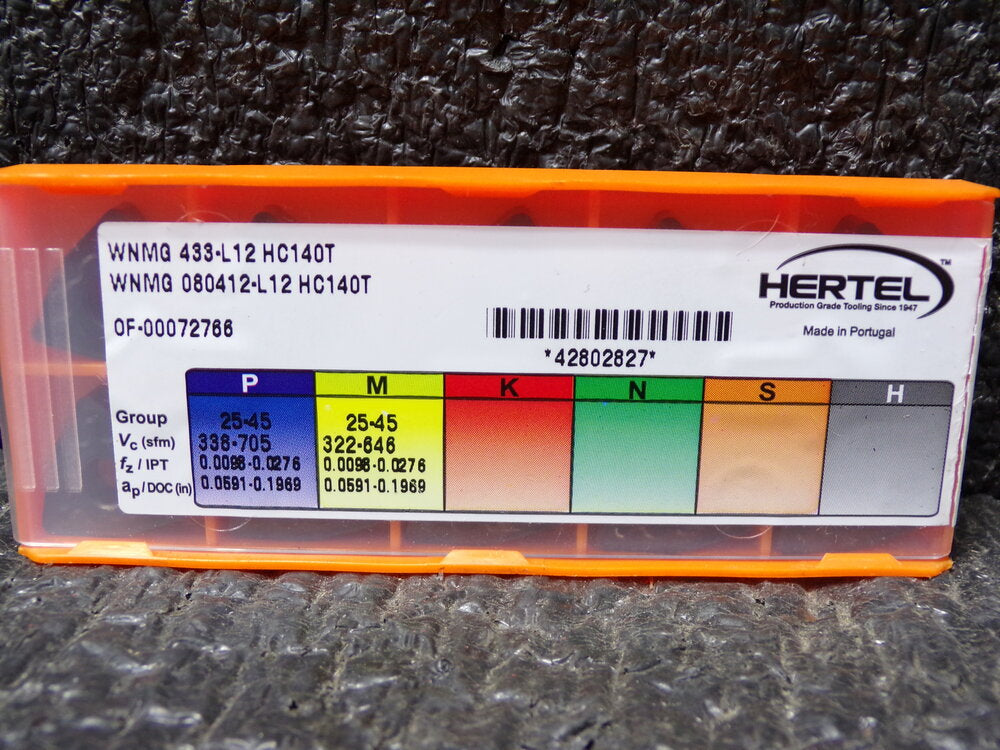 WNMG 433-L12 HC140T
WNMG 080412-L12 HC140T
HERTEL™
Production Grade Tooling Since 1947
OF-00072766
Made in Portugal
*42802827*
P M K N S H
Group 25-45 25-45
Vc (sfm) 338-705 322-646
fz / IPT 0.0098-0.0276 0.0098-0.0276
ap/DOC (in) 0.0591-0.1969 0.0591-0.1969